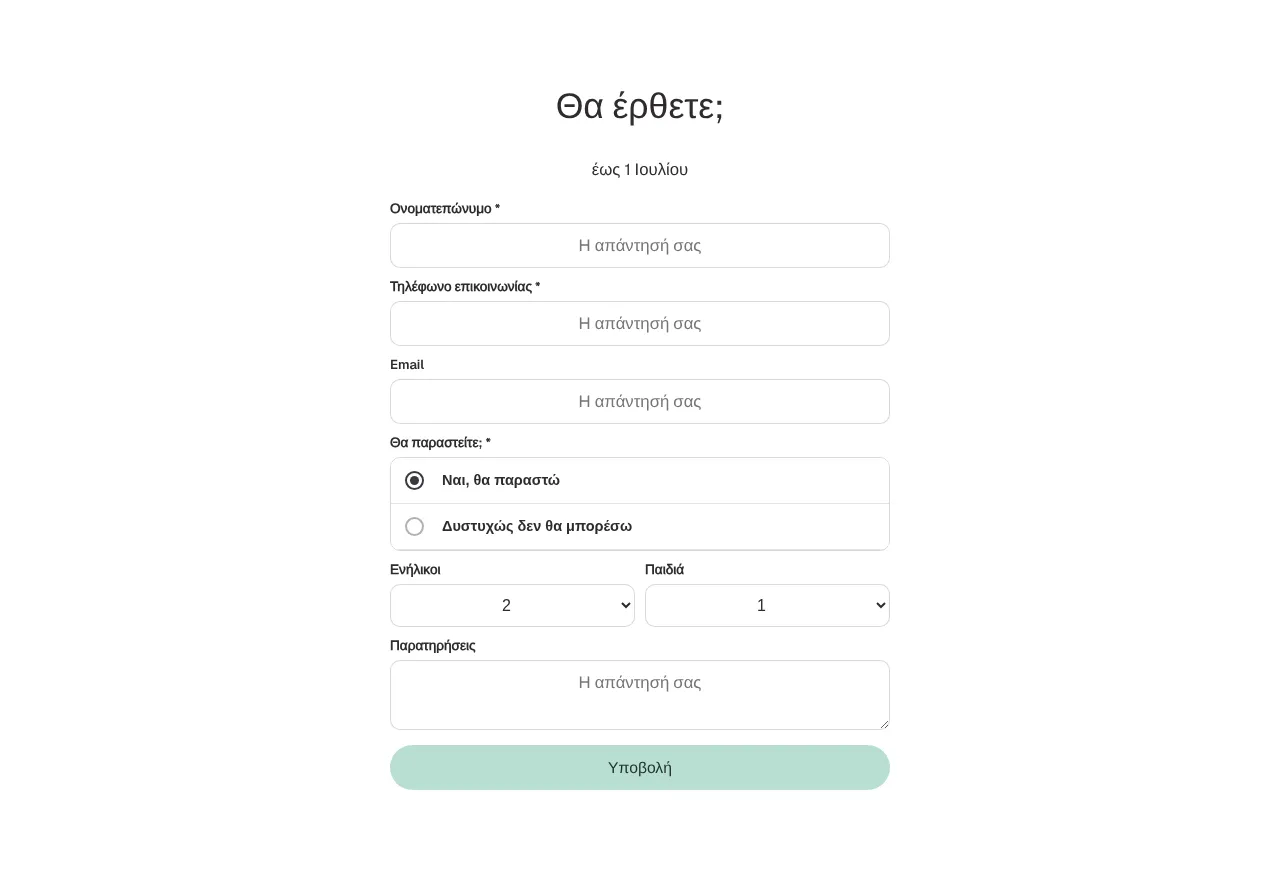 Θα έρθετε;
έως 1 Ιουλίου
Ονοματεπώνυμο *
Η απάντησή σας
Τηλέφωνο επικοινωνίας *
Η απάντησή σας
Email
Η απάντησή σας
Θα παραστείτε; *
Ναι, θα παραστώ
Δυστυχώς δεν θα μπορέσω
Ενήλικοι Παιδιά
2 1
Παρατηρήσεις
Η απάντησή σας
Υποβολή